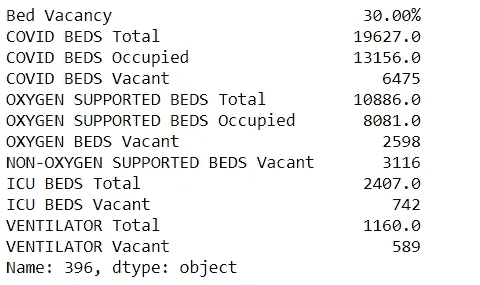 Bed Vacancy 30.00%
COVID BEDS Total 19627.0
COVID BEDS Occupied 13156.0
COVID BEDS Vacant 6475
OXYGEN SUPPORTED BEDS Total 10886.0
OXYGEN SUPPORTED BEDS Occupied 8081.0
OXYGEN BEDS Vacant 2598
NON-OXYGEN SUPPORTED BEDS Vacant 3116
ICU BEDS Total 2407.0
ICU BEDS Vacant 742
VENTILATOR Total 1160.0
VENTILATOR Vacant 589
Name: 396, dtype: object